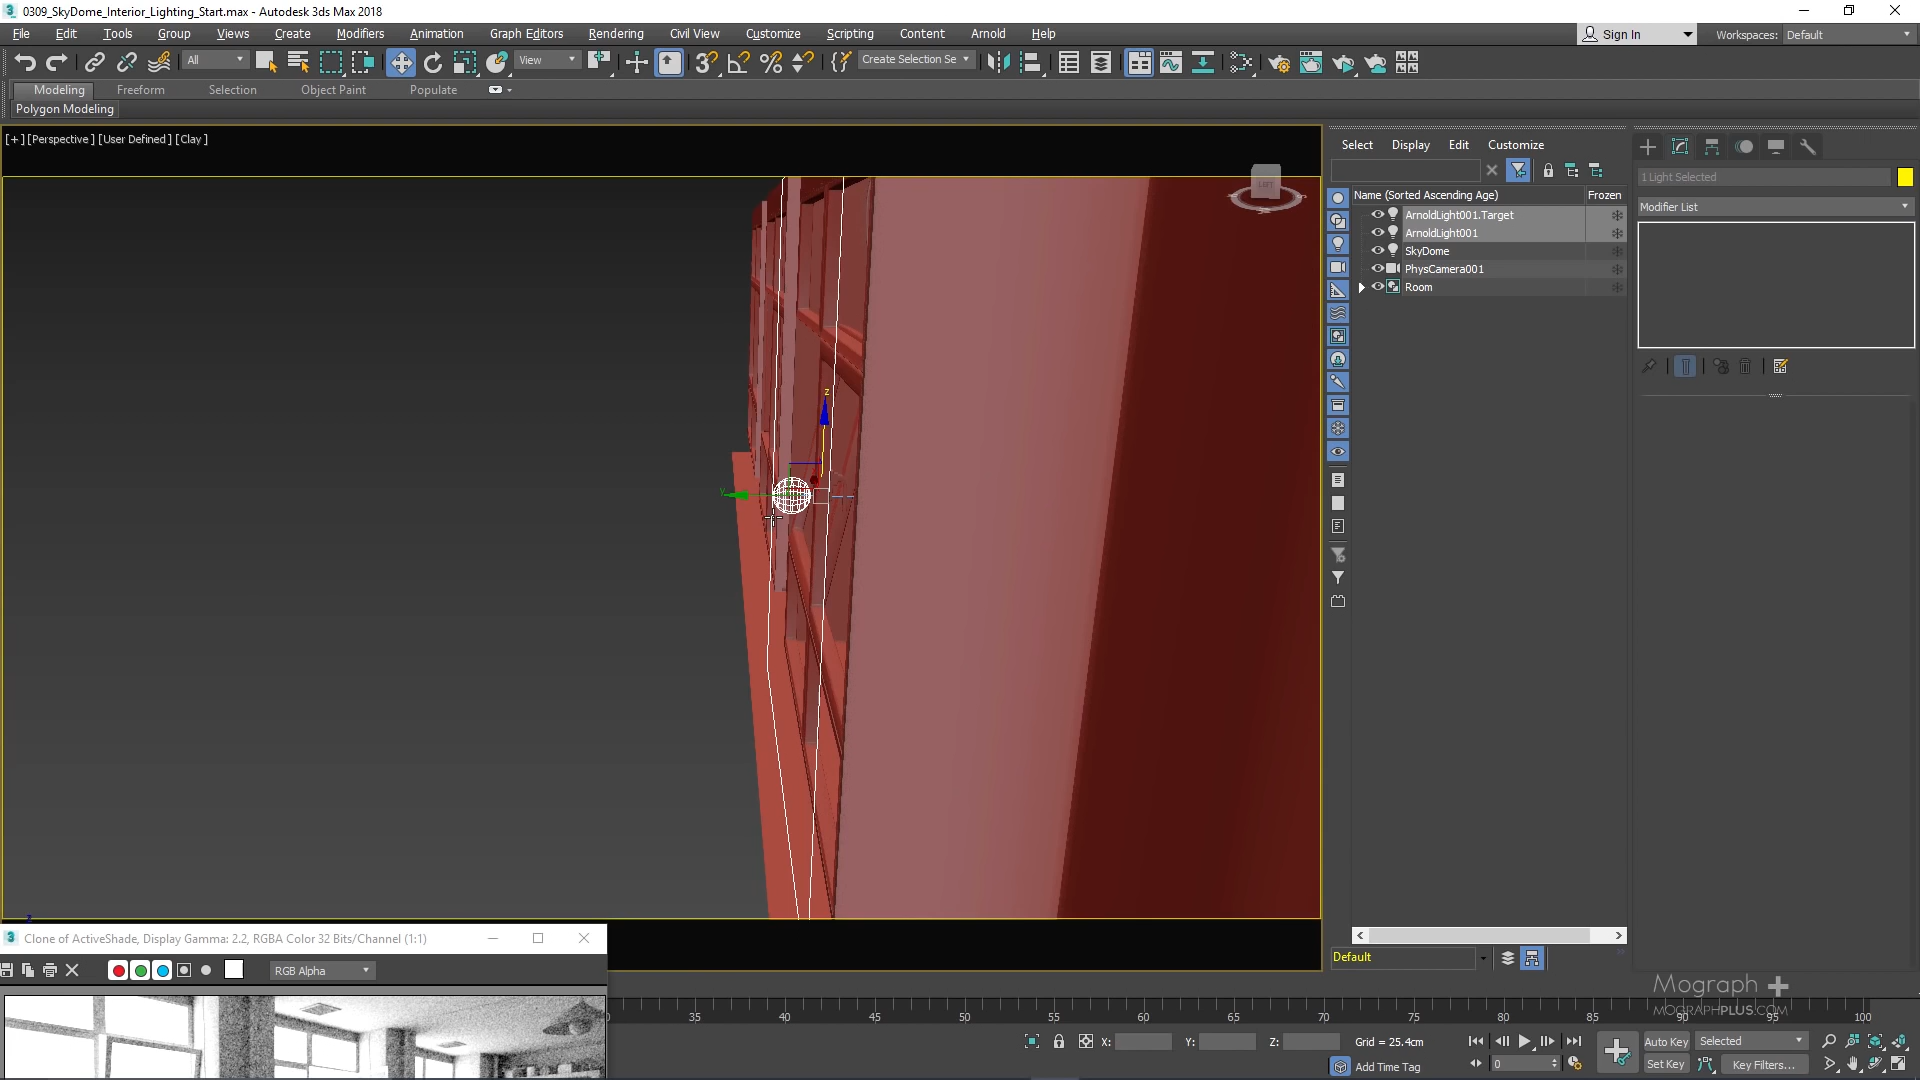 0309_SkyDome_Interior_Lighting_Start.max - Autodesk 3ds Max 2018
File Edit Tools Group Views Create Modifiers Animation Graph Editors Rendering Civil View Customize Scripting Content Arnold Help
Sign In Workspaces: Default
All View Create Selection Se
Modeling Freeform Selection Object Paint Populate
Polygon Modeling
[+] [Perspective ] [User Defined ] [Clay ]
Select Display Edit Customize
1 Light Selected
Name (Sorted Ascending Age) Frozen
Modifier List
ArnoldLight001.Target
ArnoldLight001
SkyDome
PhysCamera001
Room
LEFT
z
y
z
Clone of ActiveShade, Display Gamma: 2.2, RGBA Color 32 Bits/Channel (1:1)
RGB Alpha
Default
Mograph +
MOGRAPHPLUS.COM
35 40 45 50 55 60 65 70 75 80 85 90 95 100
X: Y: Z: Grid = 25.4cm
Auto Key Selected
Add Time Tag
0
Set Key Key Filters...